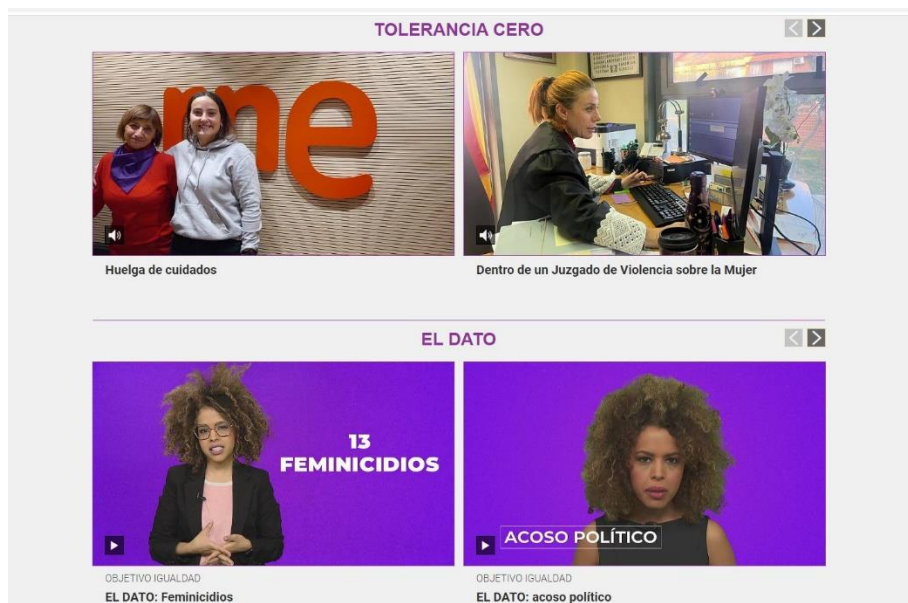 TOLERANCIA CERO
Huelga de cuidados
Dentro de un Juzgado de Violencia sobre la Mujer
EL DATO
13
FEMINICIDIOS
ACOSO POLÍTICO
OBJETIVO IGUALDAD
OBJETIVO IGUALDAD
EL DATO: Feminicidios
EL DATO: acoso político